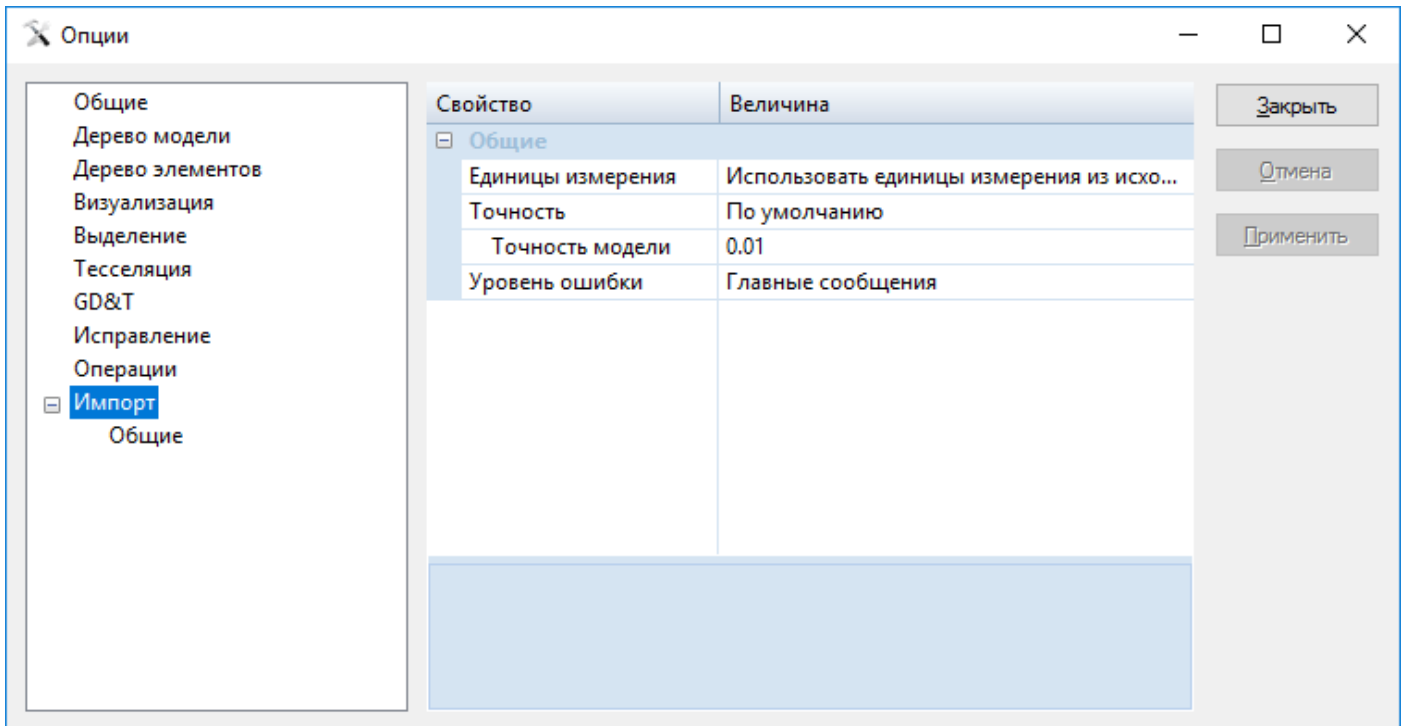 Опции
Общие
Дерево модели
Дерево элементов
Визуализация
Выделение
Тесселяция
GD&T
Исправление
Операции
Импорт
Общие
Свойство Величина
Общие
Единицы измерения Использовать единицы измерения из исхо...
Точность По умолчанию
Точность модели 0.01
Уровень ошибки Главные сообщения
Закрыть
Отмена
Применить